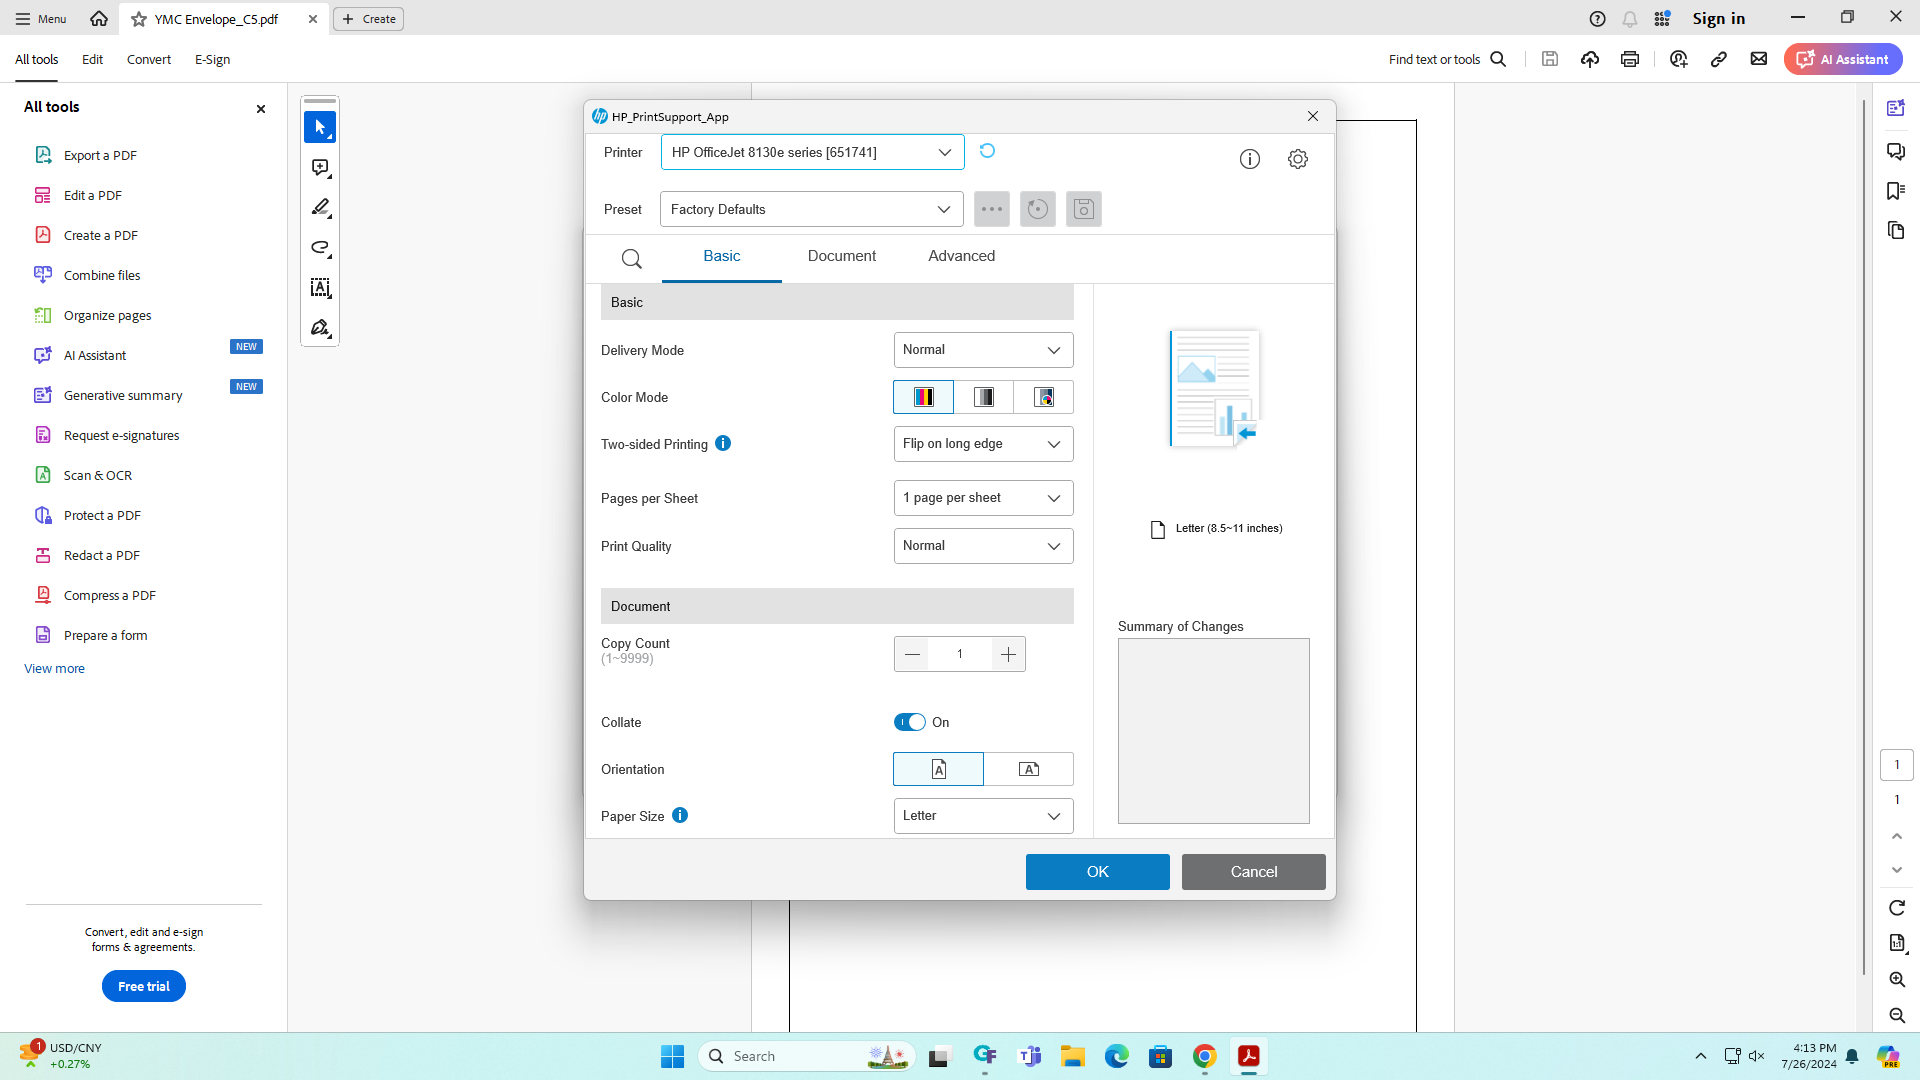 Menu
YMC Envelope_C5.pdf
Create
Sign in
All tools
Edit
Convert
E-Sign
Find text or tools
AI Assistant
All tools
Export a PDF
Edit a PDF
Create a PDF
Combine files
Organize pages
AI Assistant
NEW
Generative summary
NEW
Request e-signatures
Scan & OCR
Protect a PDF
Redact a PDF
Compress a PDF
Prepare a form
View more
Convert, edit and e-sign
forms & agreements.
Free trial
HP_PrintSupport_App
Printer
HP OfficeJet 8130e series [651741]
Preset
Factory Defaults
Basic
Document
Advanced
Basic
Delivery Mode
Normal
Color Mode
Two-sided Printing
Flip on long edge
Pages per Sheet
1 page per sheet
Print Quality
Normal
Document
Copy Count
(1~9999)
1
Collate
On
Orientation
Paper Size
Letter
Letter (8.5~11 inches)
Summary of Changes
OK
Cancel
1
1
1
USD/CNY
+0.27%
Search
4:13 PM
7/26/2024
PRE